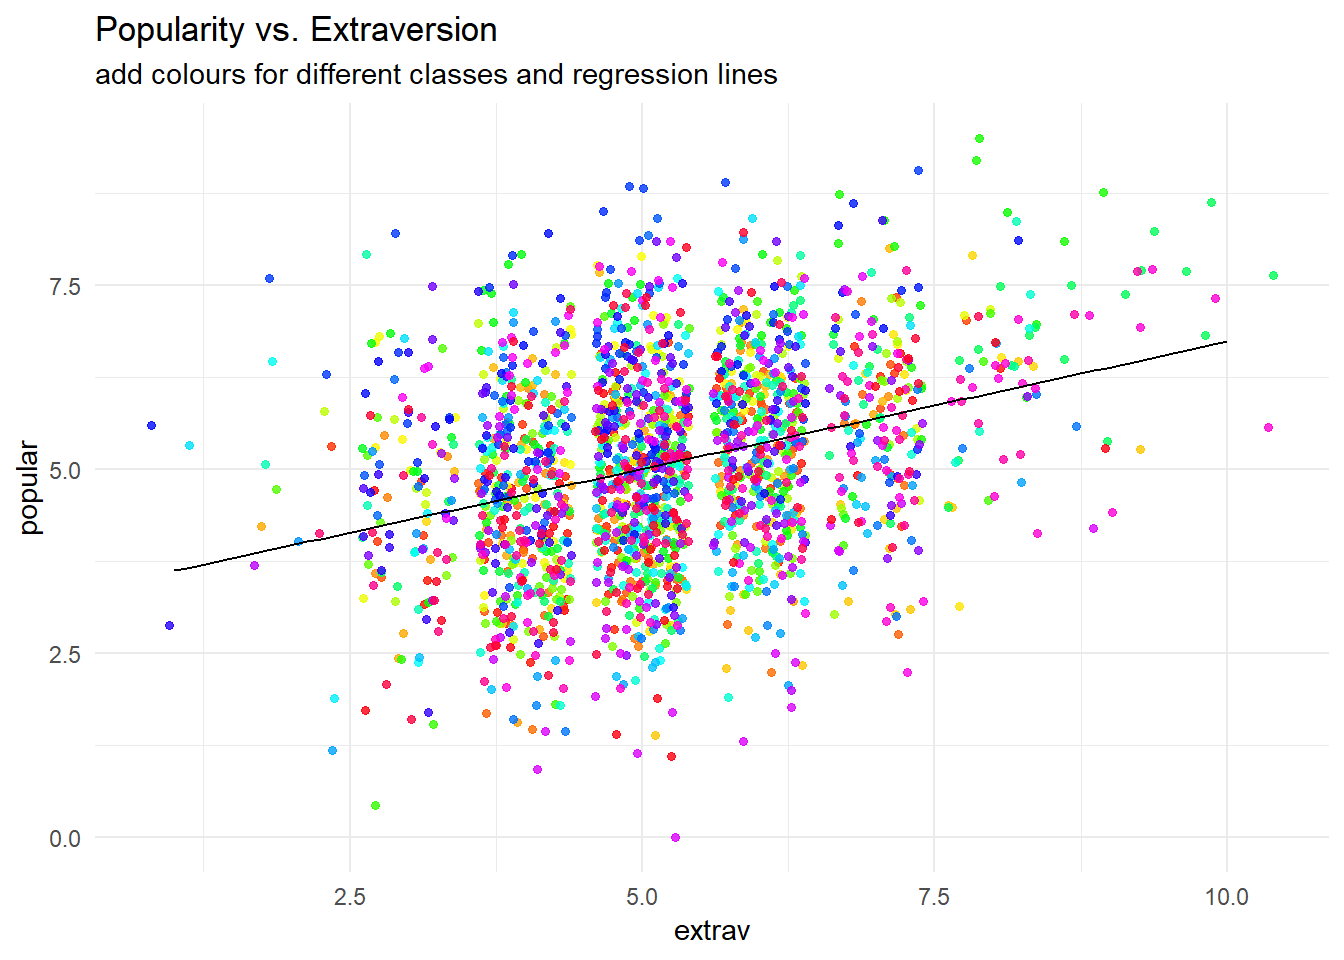 Popularity vs. Extraversion
add colours for different classes and regression lines
popular
7.5
5.0
2.5
0.0
2.5
5.0
7.5
10.0
extrav